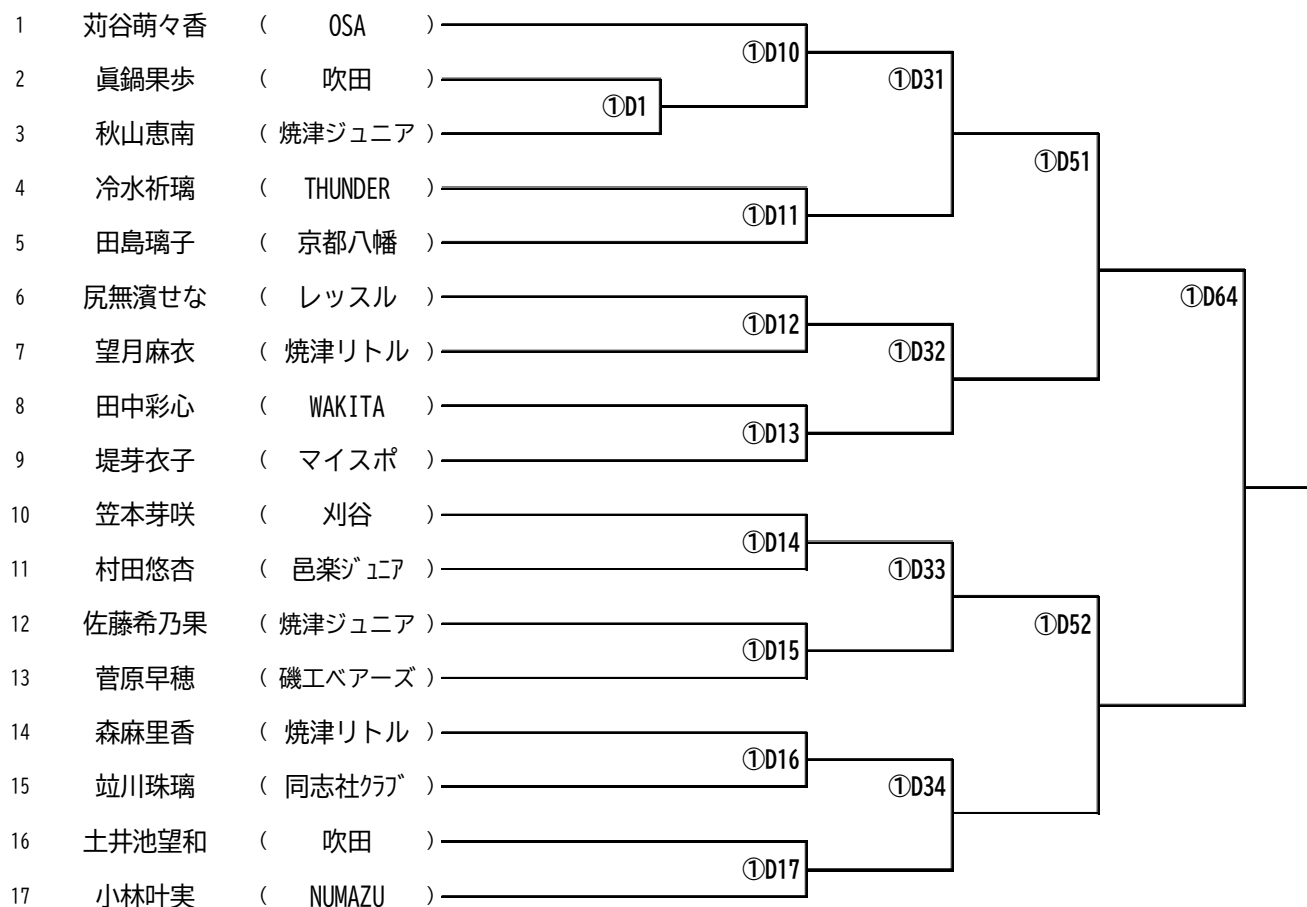 1 苅谷萌々香 ( OSA )
①D10
2 眞鍋果歩 ( 吹田 ) ①D31
①D1
3 秋山恵南 ( 焼津ジュニア )
①D51
4 冷水祈璃 ( THUNDER )
①D11
5 田島璃子 ( 京都八幡 )
6 尻無濱せな ( レッスル ) ①D64
①D12
7 望月麻衣 ( 焼津リトル ) ①D32
8 田中彩心 ( WAKITA )
①D13
9 堤芽衣子 ( マイスポ )
10 笠本芽咲 ( 刈谷 )
①D14
11 村田悠杏 ( 邑楽ジュニア ) ①D33
12 佐藤希乃果 ( 焼津ジュニア ) ①D52
①D15
13 菅原早穂 ( 磯工ベアーズ )
14 森麻里香 ( 焼津リトル )
①D16
15 竝川珠璃 ( 同志社クラブ ) ①D34
16 土井池望和 ( 吹田 )
①D17
17 小林叶実 ( NUMAZU )